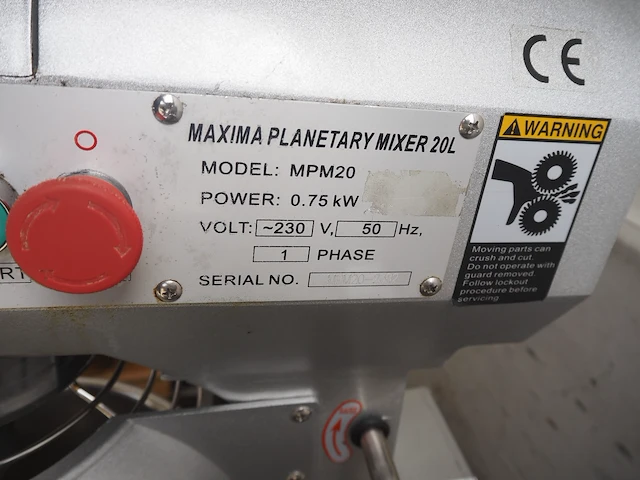 CE
MAXIMA PLANETARY MIXER 20L
MODEL: MPM20
POWER: 0.75 kW
VOLT: ~230 V, 50 Hz,
1 PHASE
SERIAL NO.
WARNING
Moving parts can
crush and cut.
Do not operate with
guard removed.
Follow lockout
procedure before
servicing